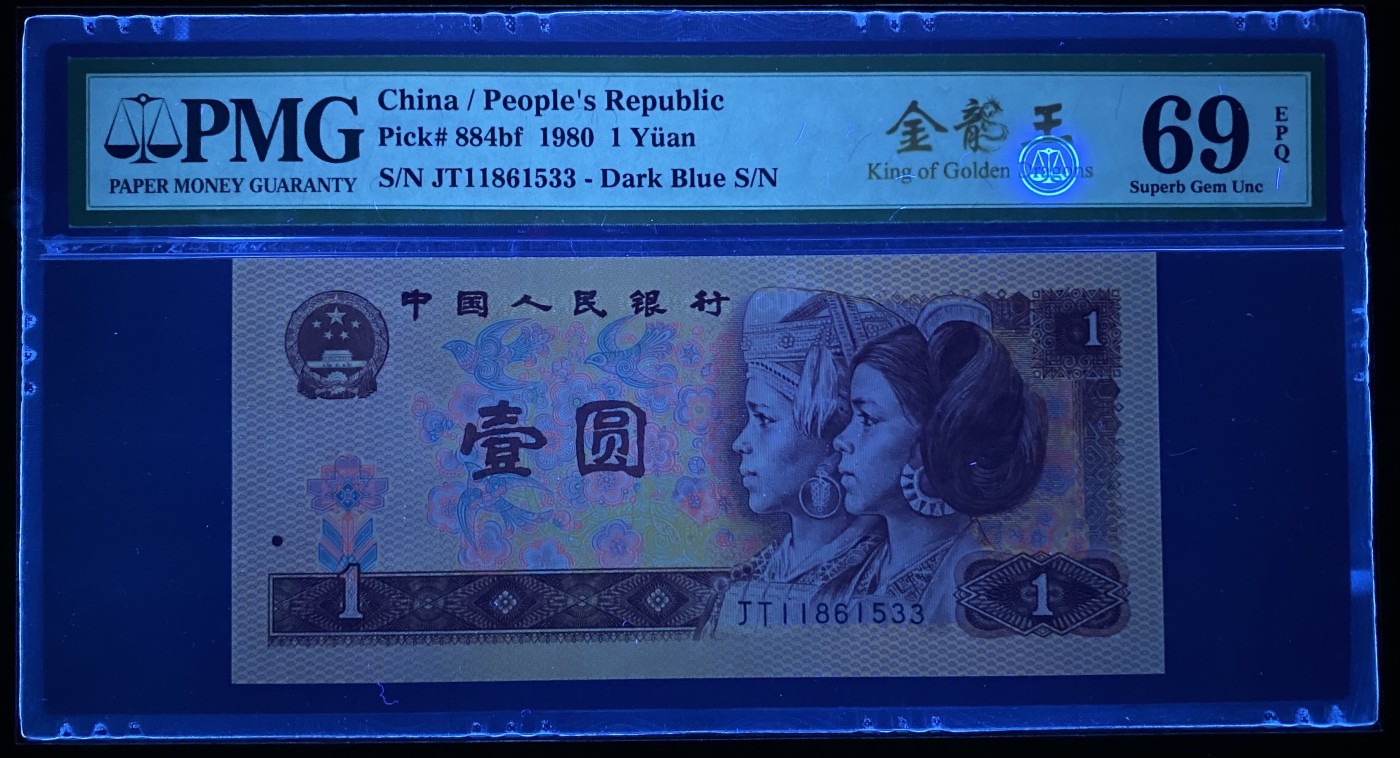 PMG
PAPER MONEY GUARANTY
China / People's Republic
Pick# 884bf 1980 1 Yüan
S/N JT11861533 - Dark Blue S/N
金龍王
King of Golden Dragons
69
EPQ
Superb Gem Unc
中国人民银行
1
壹圆
1
JT11861533
1